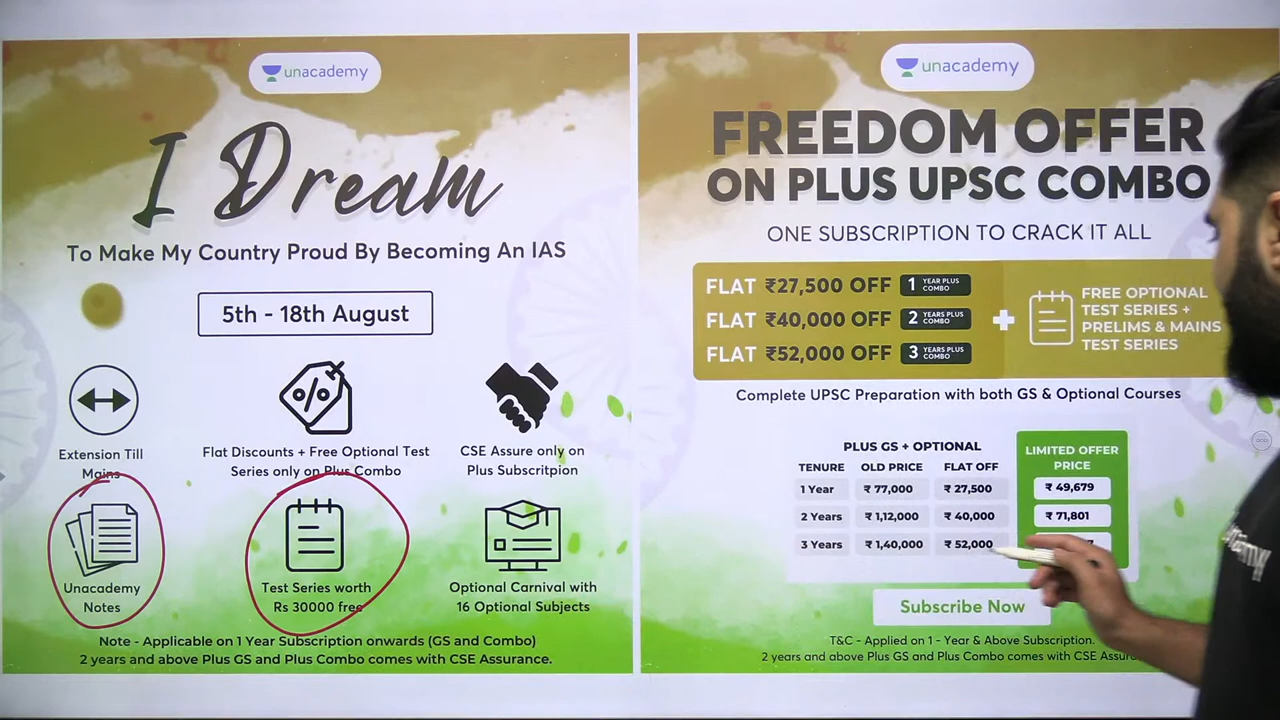 unacademy
I Dream
To Make My Country Proud By Becoming An IAS
5th - 18th August
Extension Till
Mains
Flat Discounts + Free Optional Test
Series only on Plus Combo
CSE Assure only on
Plus Subscritpion
Unacademy
Notes
Test Series worth
Rs 30000 free
Optional Carnival with
16 Optional Subjects
Note - Applicable on 1 Year Subscription onwards (GS and Combo)
2 years and above Plus GS and Plus Combo comes with CSE Assurance.
unacademy
FREEDOM OFFER
ON PLUS UPSC COMBO
ONE SUBSCRIPTION TO CRACK IT ALL
FLAT ₹27,500 OFF 1 YEAR PLUS COMBO
FLAT ₹40,000 OFF 2 YEARS PLUS COMBO
FLAT ₹52,000 OFF 3 YEARS PLUS COMBO
+
FREE OPTIONAL
TEST SERIES +
PRELIMS & MAINS
TEST SERIES
Complete UPSC Preparation with both GS & Optional Courses
PLUS GS + OPTIONAL
LIMITED OFFER
PRICE
TENURE OLD PRICE FLAT OFF
1 Year ₹ 77,000 ₹ 27,500 ₹ 49,679
2 Years ₹ 1,12,000 ₹ 40,000 ₹ 71,801
3 Years ₹ 1,40,000 ₹ 52,000
Subscribe Now
T&C - Applied on 1 - Year & Above Subscription.
2 years and above Plus GS and Plus Combo comes with CSE